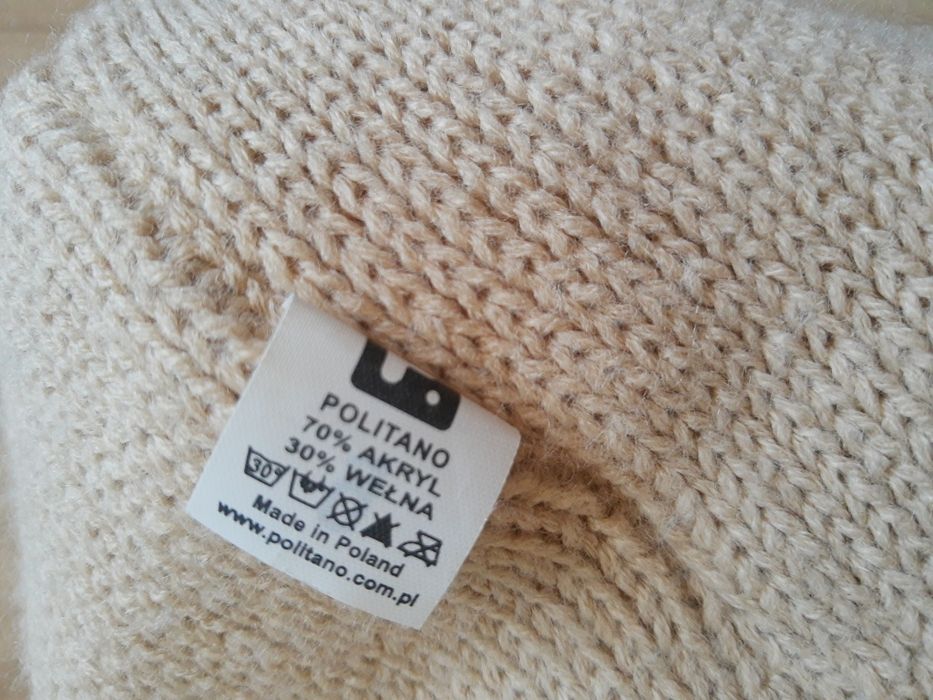 POLITANO
70% AKRYL
30% WEŁNA
30°
Made in Poland
www.politano.com.pl